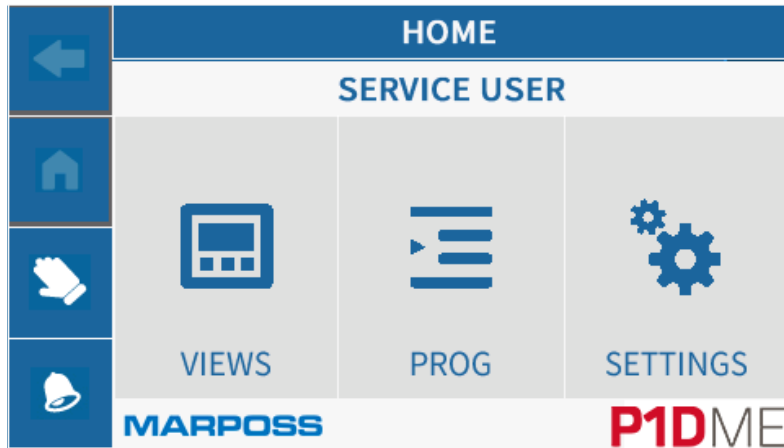 HOME
SERVICE USER
VIEWS
PROG
SETTINGS
MARPOSS
P1DME